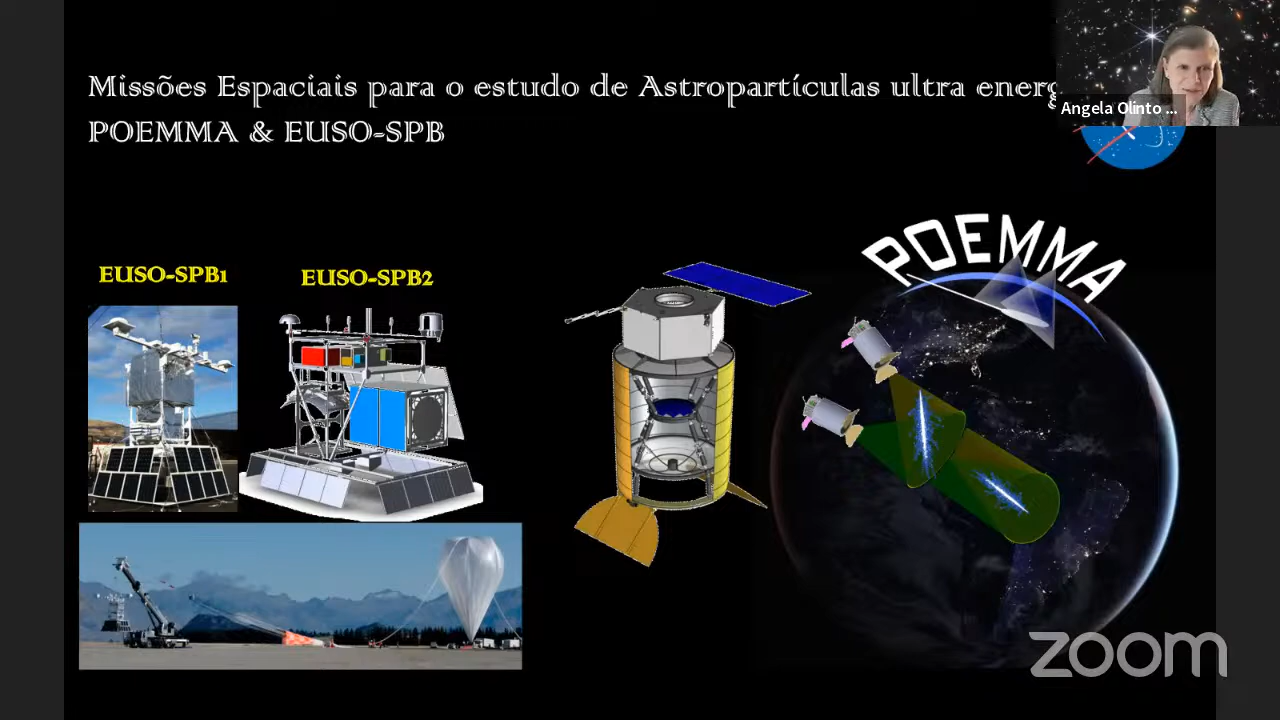 Missões Espaciais para o estudo de Astropartículas ultra energ
POEMMA & EUSO-SPB
Angela Olinto ...
EUSO-SPB1
EUSO-SPB2
POEMMA
zoom